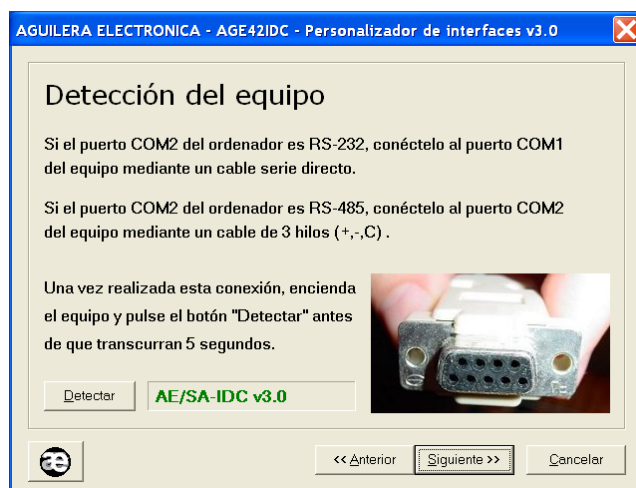 AGUILERA ELECTRONICA - AGE42IDC - Personalizador de interfaces v3.0
Detección del equipo
Si el puerto COM2 del ordenador es RS-232, conéctelo al puerto COM1
del equipo mediante un cable serie directo.
Si el puerto COM2 del ordenador es RS-485, conéctelo al puerto COM2
del equipo mediante un cable de 3 hilos (+,-,C) .
Una vez realizada esta conexión, encienda
el equipo y pulse el botón "Detectar" antes
de que transcurran 5 segundos.
Detectar AE/SA-IDC v3.0
æ << Anterior Siguiente >> Cancelar